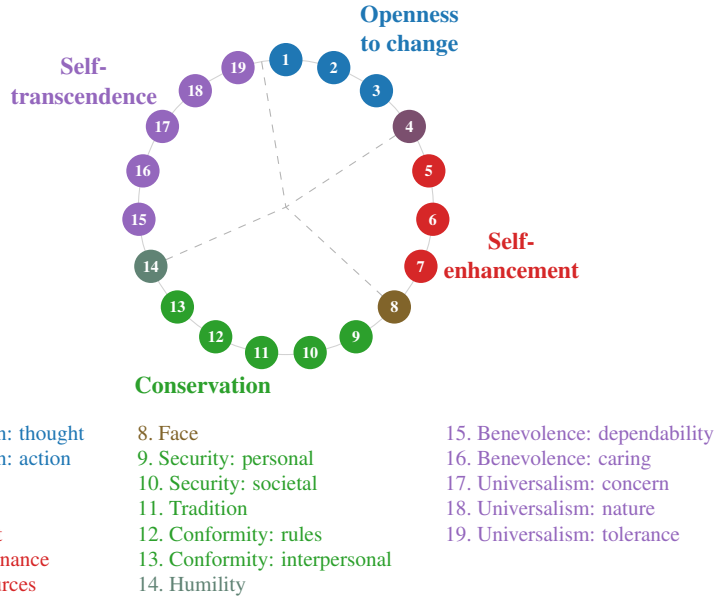 Openness
to change
Self-
transcendence
19
1
2
18
3
17
4
16
5
15
6
Self-
enhancement
14
7
13
8
12
9
11
10
Conservation
: thought
: action
8. Face
9. Security: personal
10. Security: societal
11. Tradition
12. Conformity: rules
13. Conformity: interpersonal
14. Humility
15. Benevolence: dependability
16. Benevolence: caring
17. Universalism: concern
18. Universalism: nature
19. Universalism: tolerance